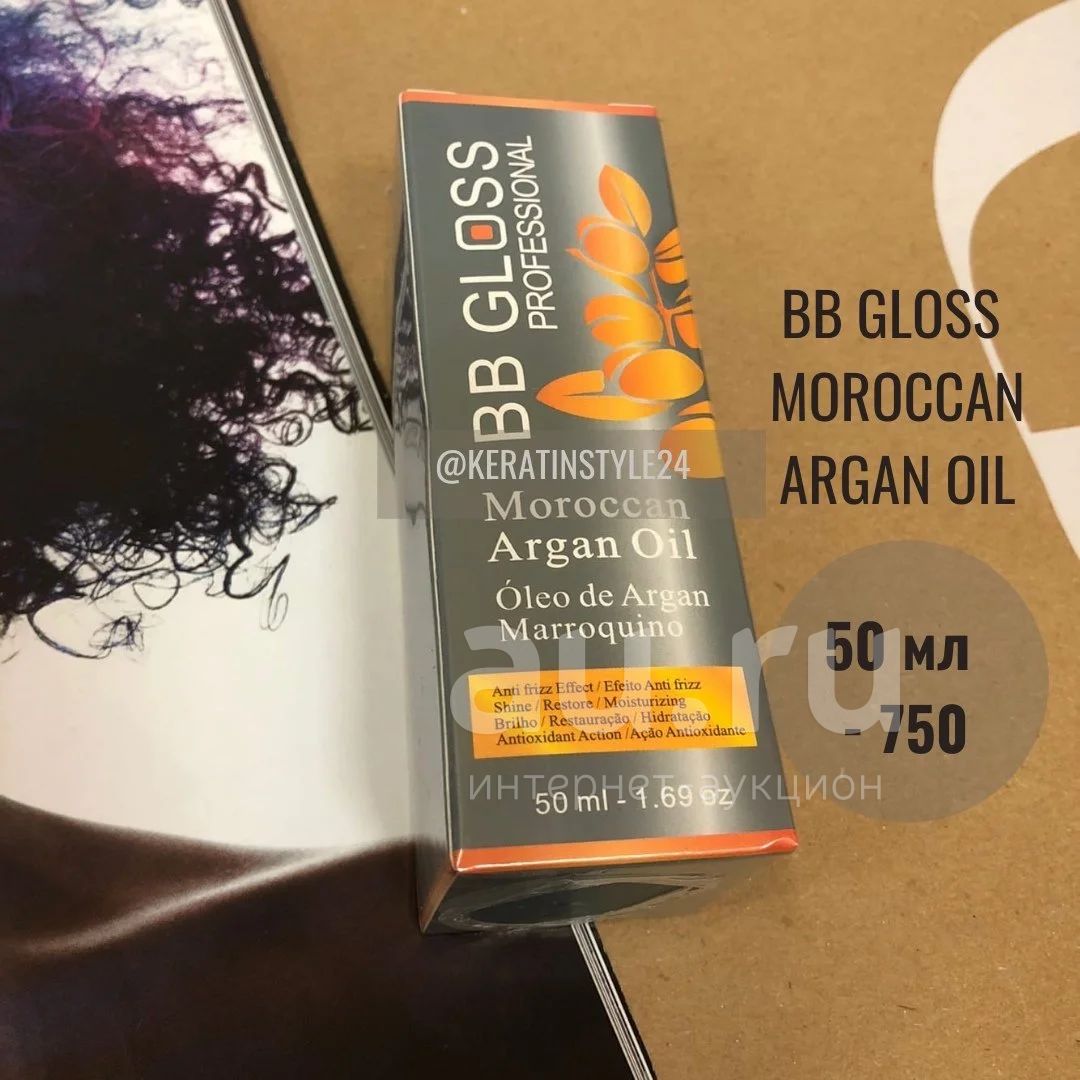 BB GLOSS
PROFESSIONAL
@KERATINSTYLE24
Moroccan
Argan Oil
Óleo de Argan
Marroquino
Anti frizz Effect / Efeito Anti frizz
Shine / Restore / Moisturizing
Brilho / Restauração / Hidratação
Antioxidant Action / Ação Antioxidante
50 ml - 1.69 oz
BB GLOSS
MOROCCAN
ARGAN OIL
50 мл
- 750
au.ru
интернет-аукцион